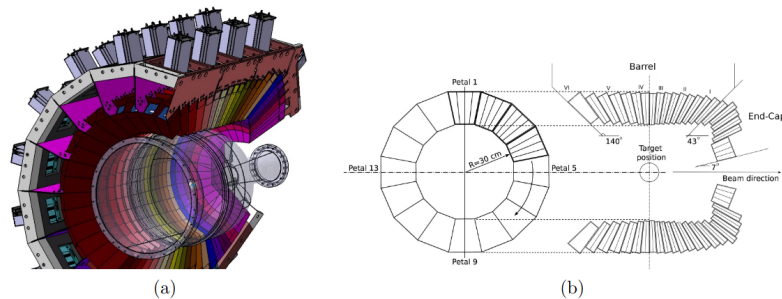 Barrel
Petal 1
VI
V
IV
III
II
I
End-Cap
140°
43°
R=30 cm
Target
position
7°
Petal 13
Petal 5
Beam direction
Petal 9
(a)
(b)